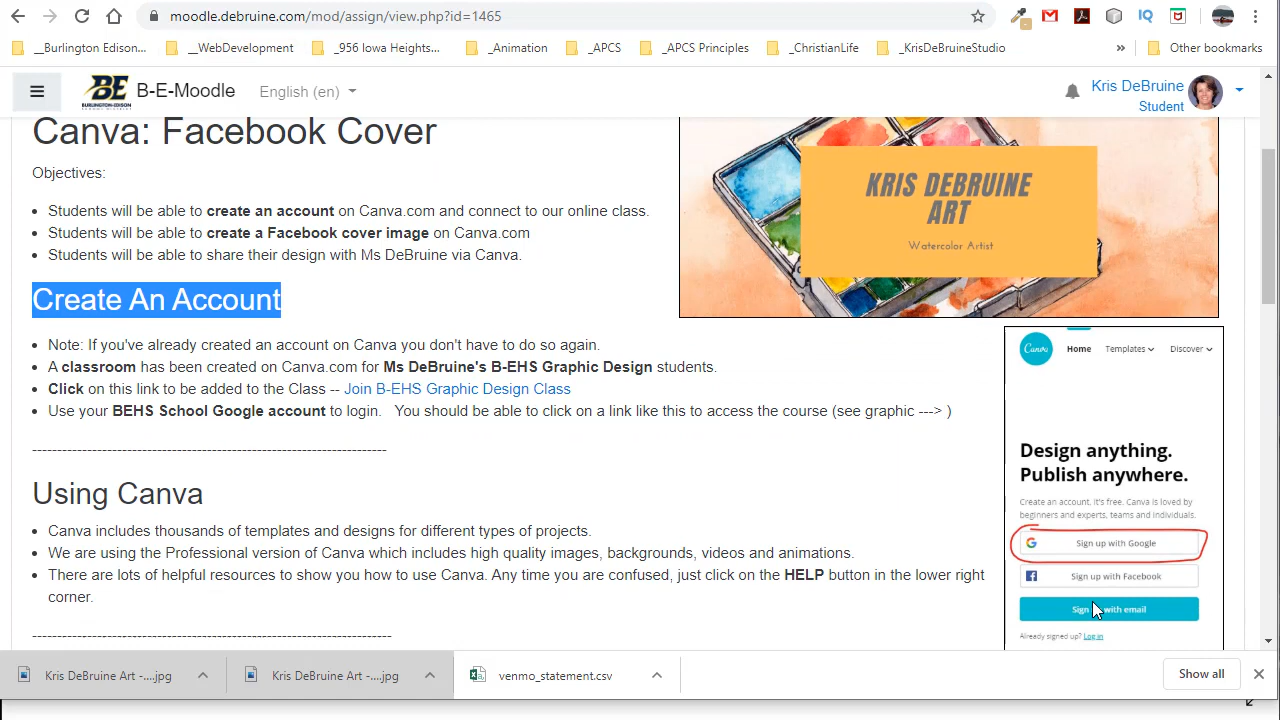 moodle.debruine.com/mod/assign/view.php?id=1465
__Burlington Edison...
__WebDevelopment
_956 Iowa Heights...
_Animation
_APCS
_APCS Principles
_ChristianLife
_KrisDeBruineStudio
»
Other bookmarks
BE
BURLINGTON-EDISON
B-E-Moodle
English (en)
Kris DeBruine
Student
Canva: Facebook Cover
Objectives:
• Students will be able to create an account on Canva.com and connect to our online class.
• Students will be able to create a Facebook cover image on Canva.com
• Students will be able to share their design with Ms DeBruine via Canva.
KRIS DEBRUINE
ART
Watercolor Artist
Create An Account
• Note: If you've already created an account on Canva you don't have to do so again.
• A classroom has been created on Canva.com for Ms DeBruine's B-EHS Graphic Design students.
• Click on this link to be added to the Class -- Join B-EHS Graphic Design Class
• Use your BEHS School Google account to login. You should be able to click on a link like this to access the course (see graphic ---> )
----------------------------------------------------------------------
Using Canva
• Canva includes thousands of templates and designs for different types of projects.
• We are using the Professional version of Canva which includes high quality images, backgrounds, videos and animations.
• There are lots of helpful resources to show you how to use Canva. Any time you are confused, just click on the HELP button in the lower right
corner.
-----------------------------------------------------------------------
Canva
Home
Templates
Discover
Design anything.
Publish anywhere.
Create an account, it's free. Canva is loved by
beginners and experts, teams and individuals.
Sign up with Google
Sign up with Facebook
Sign with email
Already signed up? Log in
Kris DeBruine Art -....jpg
Kris DeBruine Art -....jpg
venmo_statement.csv
Show all